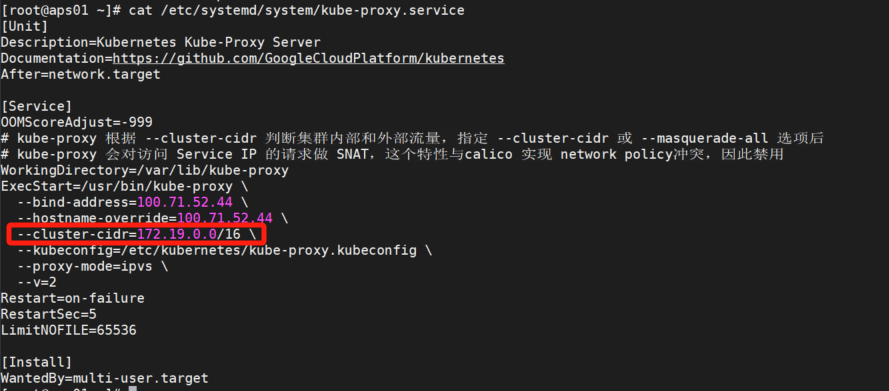 [root@aps01 ~]# cat /etc/systemd/system/kube-proxy.service
[Unit]
Description=Kubernetes Kube-Proxy Server
Documentation=https://github.com/GoogleCloudPlatform/kubernetes
After=network.target

[Service]
OOMScoreAdjust=-999
# kube-proxy 根据 --cluster-cidr 判断集群内部和外部流量，指定 --cluster-cidr 或 --masquerade-all 选项后
# kube-proxy 会对访问 Service IP 的请求做 SNAT，这个特性与calico 实现 network policy冲突，因此禁用
WorkingDirectory=/var/lib/kube-proxy
ExecStart=/usr/bin/kube-proxy \
  --bind-address=100.71.52.44 \
  --hostname-override=100.71.52.44 \
  --cluster-cidr=172.19.0.0/16 \
  --kubeconfig=/etc/kubernetes/kube-proxy.kubeconfig \
  --proxy-mode=ipvs \
  --v=2
Restart=on-failure
RestartSec=5
LimitNOFILE=65536

[Install]
WantedBy=multi-user.target